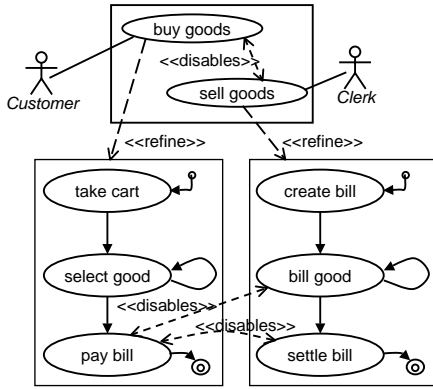 buy goods
<<disables>>
Customer
sell goods
Clerk
<<refine>>
<<refine>>
take cart
create bill
select good
bill good
<<disables>>
<<disables>>
pay bill
settle bill